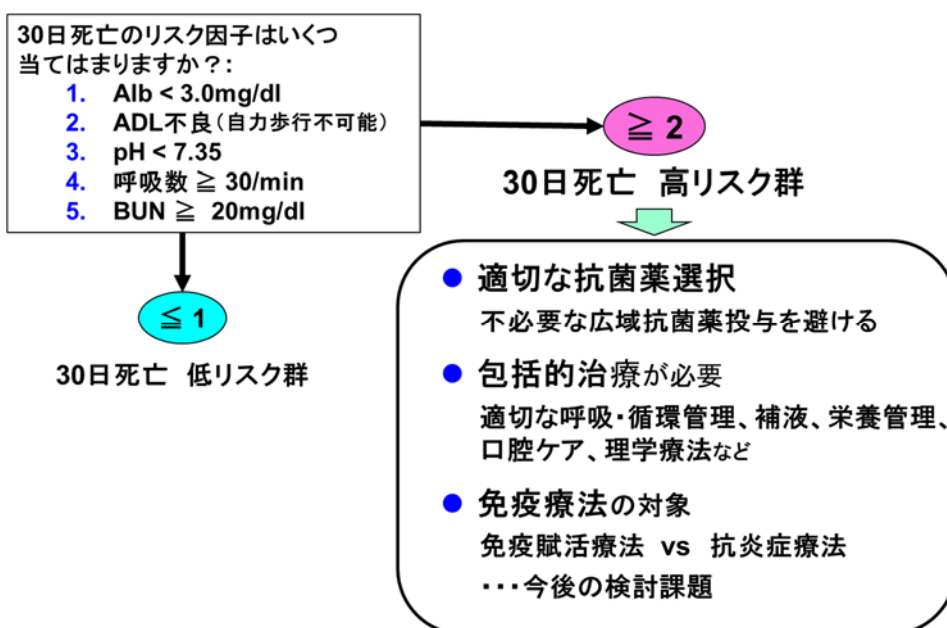 30日死亡のリスク因子はいくつ
当てはまりますか？:
1. Alb < 3.0mg/dl
2. ADL不良（自力歩行不可能）
3. pH < 7.35
4. 呼吸数 ≧ 30/min
5. BUN ≧ 20mg/dl
≧ 2
30日死亡 高リスク群
≦ 1
30日死亡 低リスク群
● 適切な抗菌薬選択
不必要な広域抗菌薬投与を避ける
● 包括的治療が必要
適切な呼吸・循環管理、補液、栄養管理、
口腔ケア、理学療法など
● 免疫療法の対象
免疫賦活療法 vs 抗炎症療法
・・・今後の検討課題